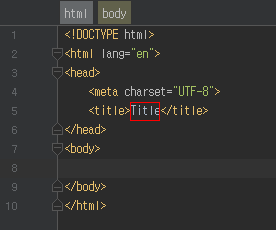 html body
1 <!DOCTYPE html>
2 <html lang="en">
3 <head>
4 <meta charset="UTF-8">
5 <title>Title</title>
6 </head>
7 <body>
8
9 </body>
10 </html>